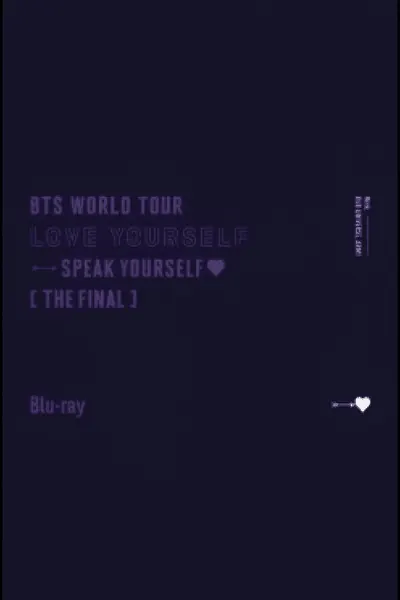 BTS WORLD TOUR
LOVE YOURSELF
SPEAK YOURSELF
[ THE FINAL ]
Blu-ray